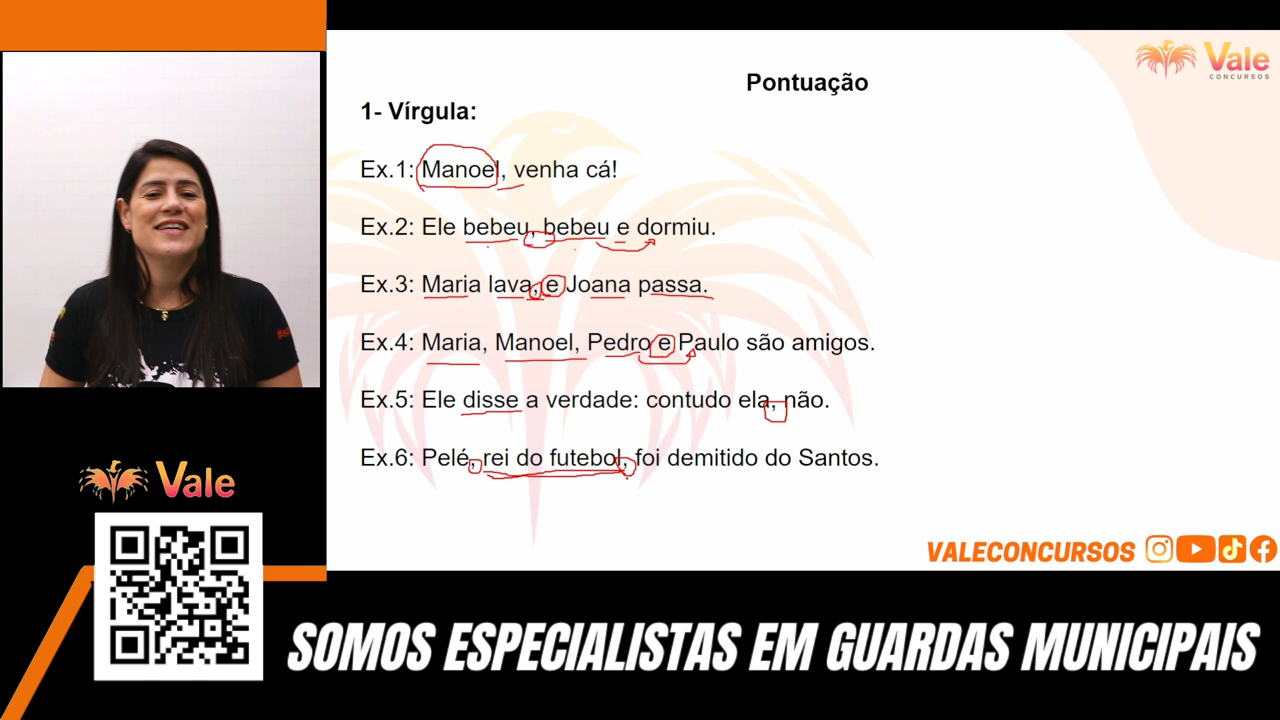 Vale
CONCURSOS
Pontuação
1- Vírgula:
Ex.1: Manoel, venha cá!
Ex.2: Ele bebeu, bebeu e dormiu.
Ex.3: Maria lava, e Joana passa.
Ex.4: Maria, Manoel, Pedro e Paulo são amigos.
Ex.5: Ele disse a verdade: contudo ela, não.
Ex.6: Pelé, rei do futebol, foi demitido do Santos.
Vale
VALECONCURSOS
SOMOS ESPECIALISTAS EM GUARDAS MUNICIPAIS